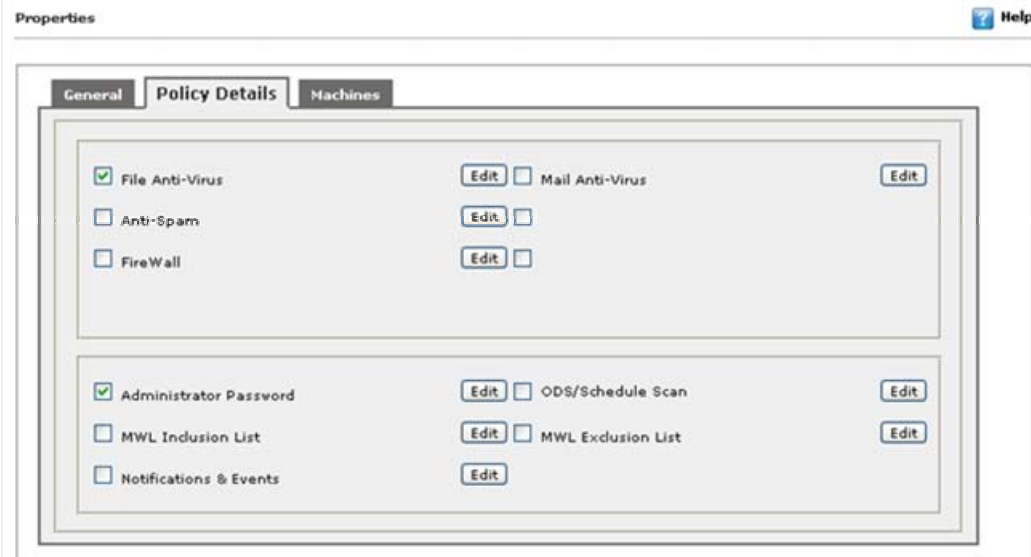 Properties
Help
General Policy Details Machines
File Anti-Virus Edit Mail Anti-Virus Edit
Anti-Spam Edit
FireWall Edit
Administrator Password Edit ODS/Schedule Scan Edit
MWL Inclusion List Edit MWL Exclusion List Edit
Notifications & Events Edit